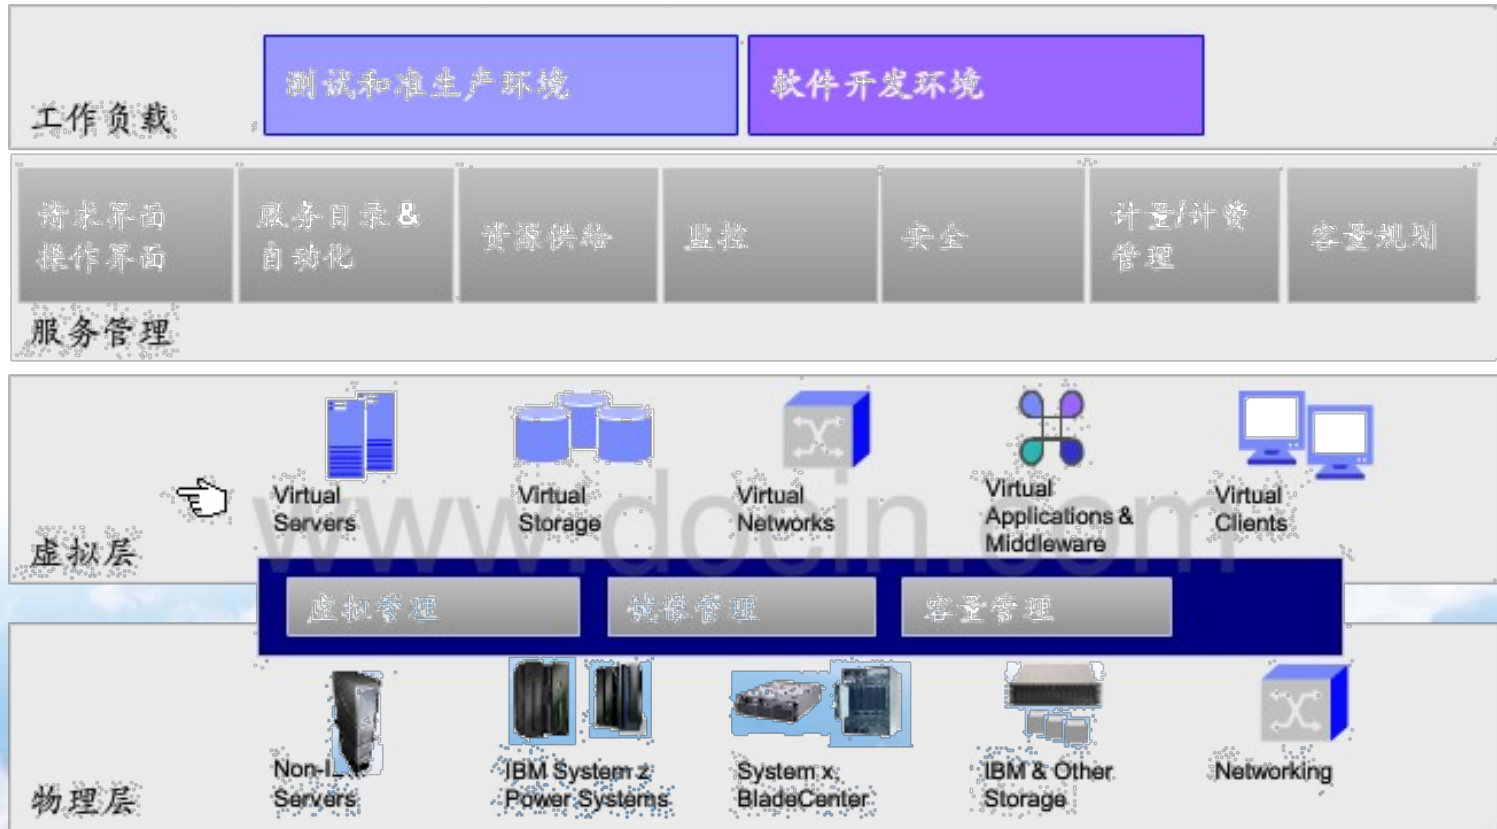 测试和准生产环境
软件开发环境
工作负载
请求界面
操作界面
服务目录&
自动化
资源供给
监控
安全
计量/计费
管理
容量规划
服务管理
Virtual
Servers
Virtual
Storage
Virtual
Networks
Virtual
Applications &
Middleware
Virtual
Clients
www.docin.com
虚拟层
虚拟管理
镜像管理
容量管理
Servers
IBM System z,
Power Systems
System x,
BladeCenter
IBM & Other
Storage
Networking
物理层